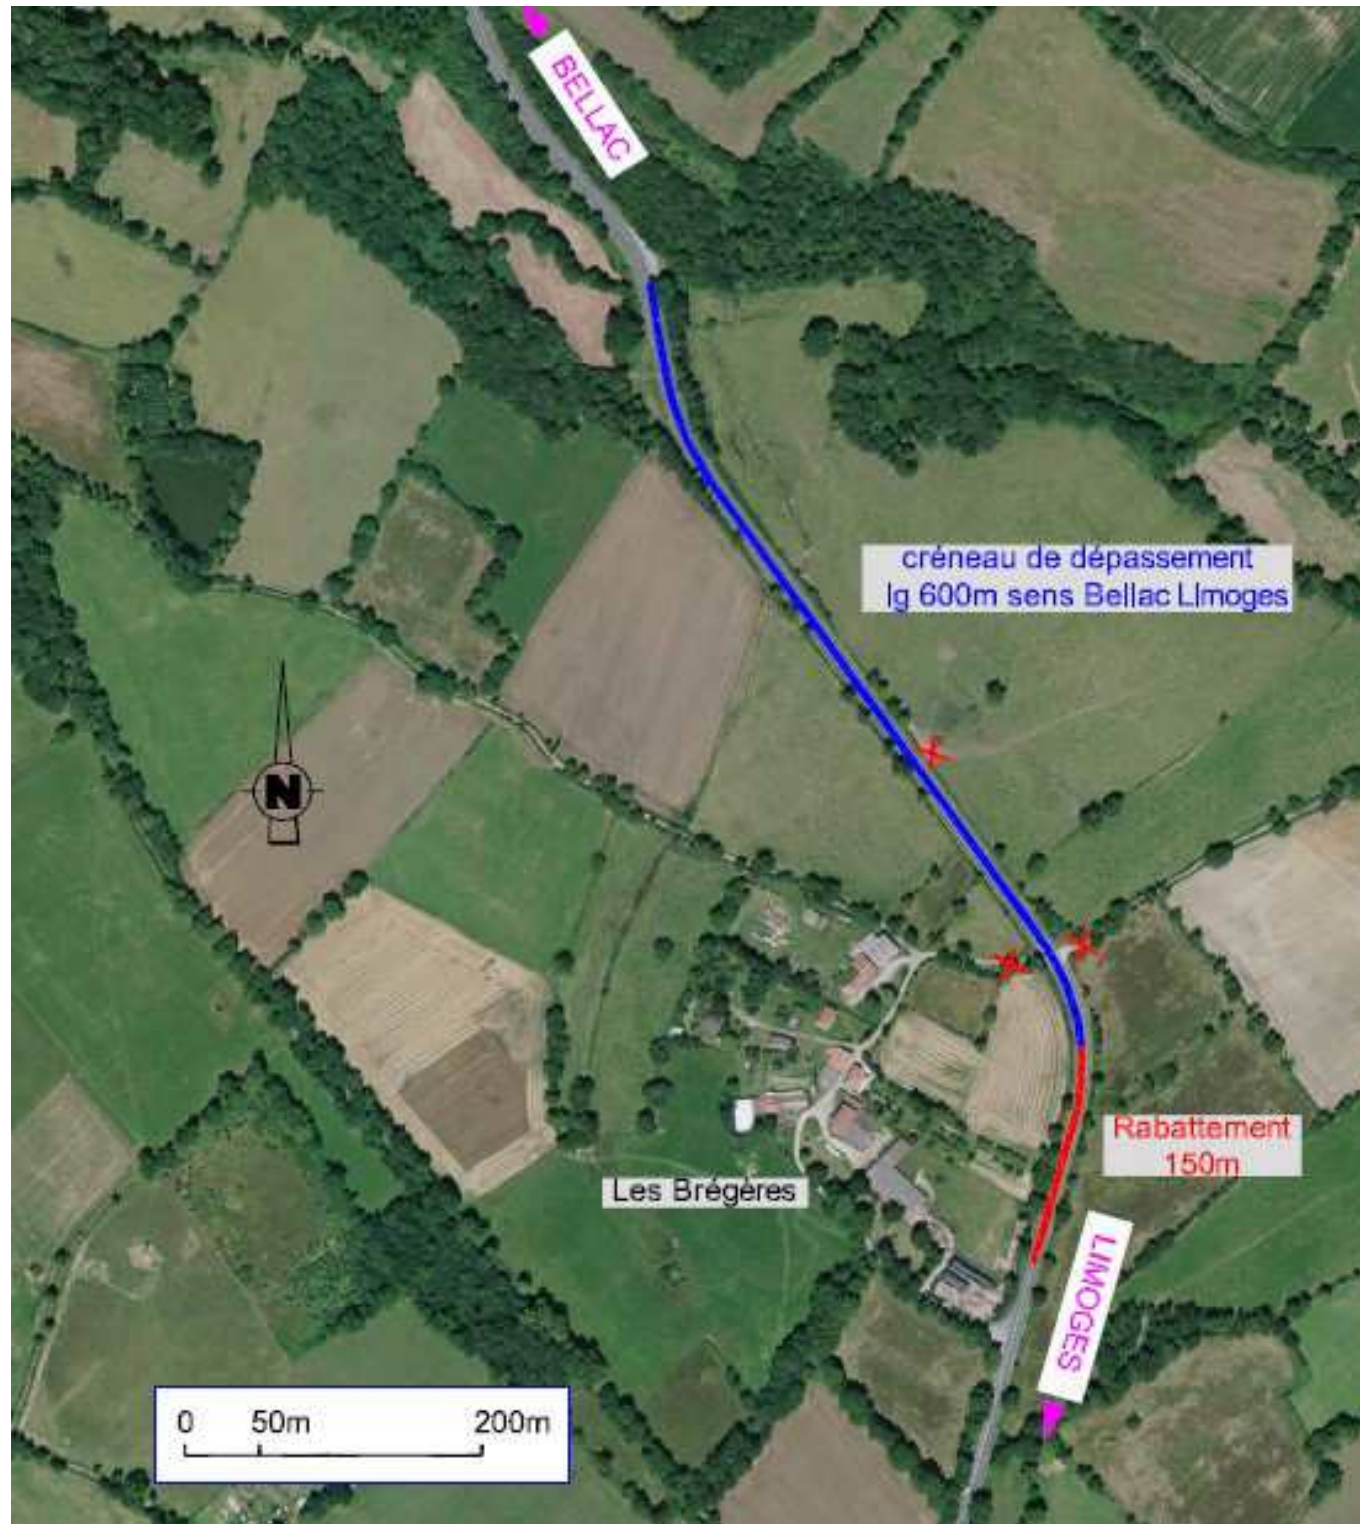 BELLAC
créneau de dépassement
lg 600m sens Bellac LImoges
N
Rabattement
150m
Les Brégères
LIMOGES
0 50m 200m